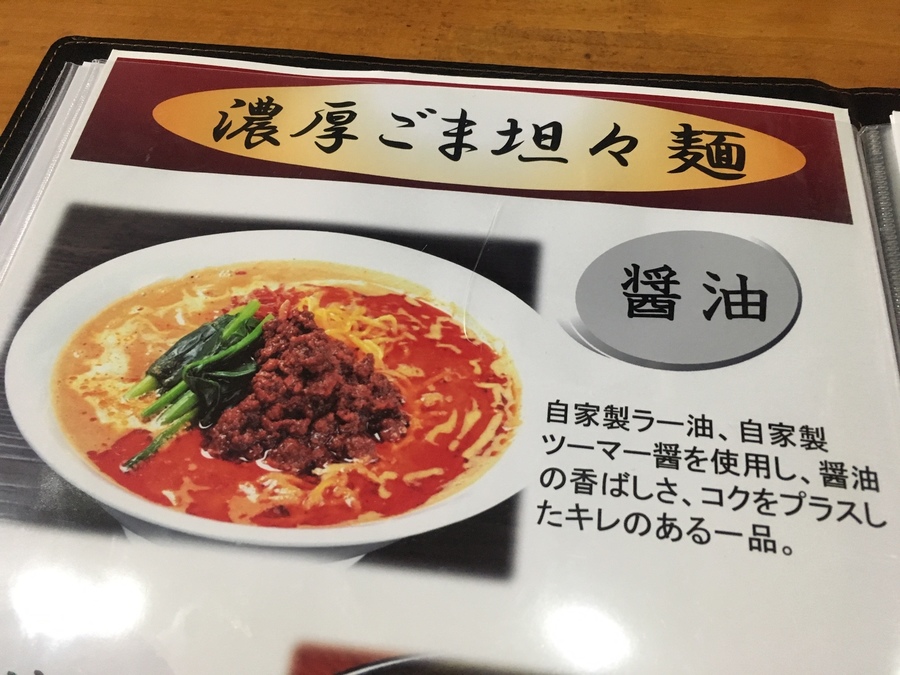 濃厚ごま坦々麺
醤油
自家製ラー油、自家製
ツーマー醤を使用し、醤油
の香ばしさ、コクをプラスし
たキレのある一品。